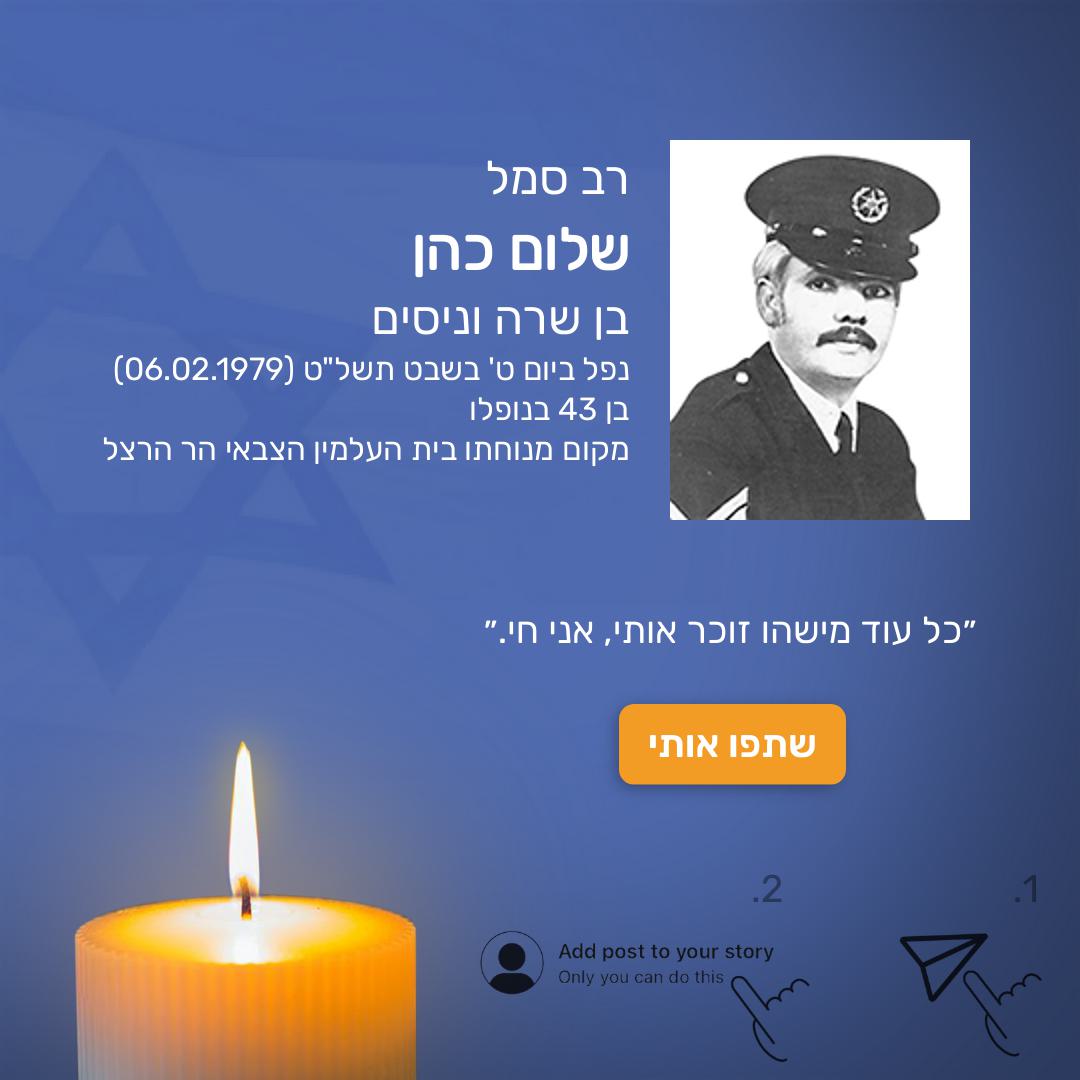 רב סמל
שלום כהן
בן שרה וניסים
נפל ביום ט' בשבט תשל"ט (06.02.1979)
בן 43 בנופלו
מקום מנוחתו בית העלמין הצבאי הר הרצל
״כל עוד מישהו זוכר אותי, אני חי.״
שתפו אותי
.1
.2
Add post to your story
Only you can do this